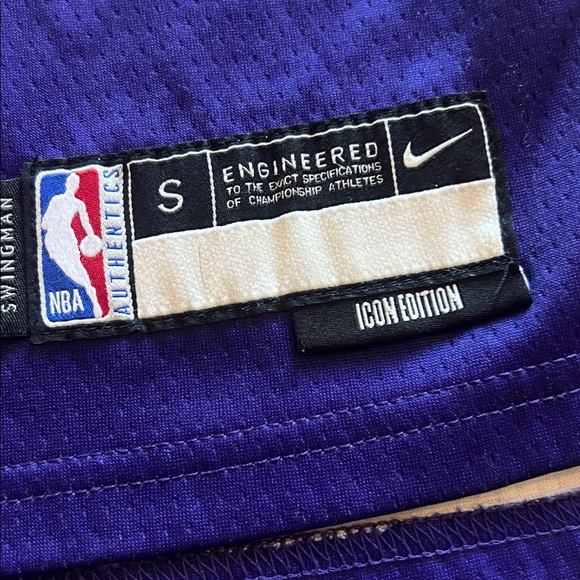 SWINGMAN
NBA
AUTHENTICS
S
ENGINEERED
TO THE EXACT SPECIFICATIONS
OF CHAMPIONSHIP ATHLETES
ICON EDITION